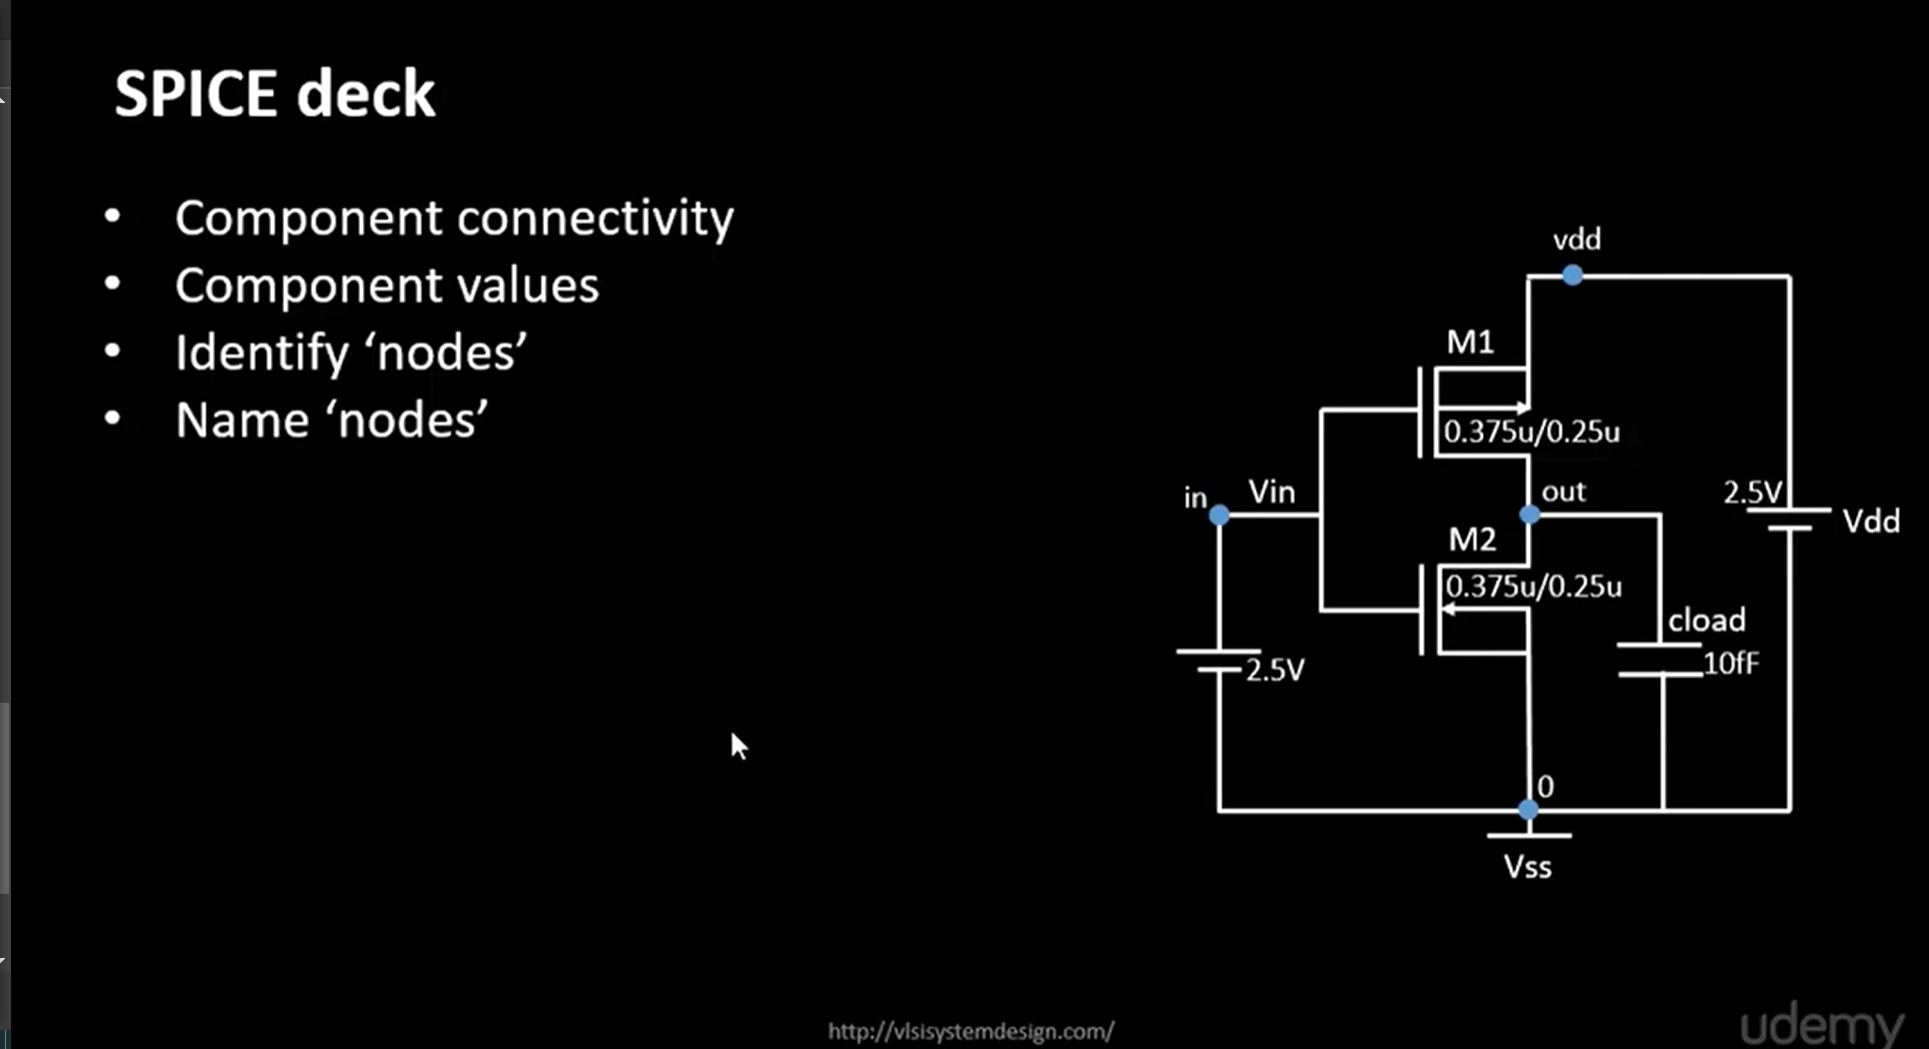 SPICE deck
• Component connectivity
• Component values
• Identify ‘nodes’
• Name ‘nodes’
vdd
M1
0.375u/0.25u
in
Vin
out
2.5V
Vdd
M2
0.375u/0.25u
cload
10fF
2.5V
0
Vss
http://vlsisystemdesign.com/
udemy